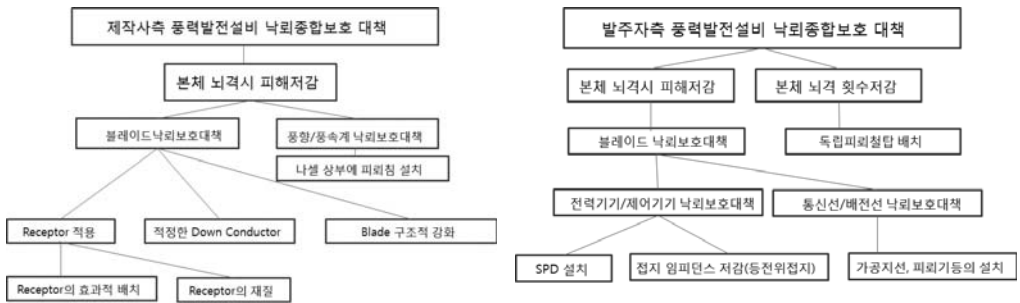 제작사측 풍력발전설비 낙뢰종합보호 대책
본체 뇌격시 피해저감
블레이드낙뢰보호대책
풍향/풍속계 낙뢰보호대책
나셀 상부에 피뢰침 설치
Receptor 적용
적정한 Down Conductor
Blade 구조적 강화
Receptor의 효과적 배치
Receptor의 재질
발주자측 풍력발전설비 낙뢰종합보호 대책
본체 뇌격시 피해저감
본체 뇌격 횟수저감
블레이드 낙뢰보호대책
독립피뢰철탑 배치
전력기기/제어기기 낙뢰보호대책
통신선/배전선 낙뢰보호대책
SPD 설치
접지 임피던스 저감(등전위접지)
가공지선, 피뢰기등의 설치